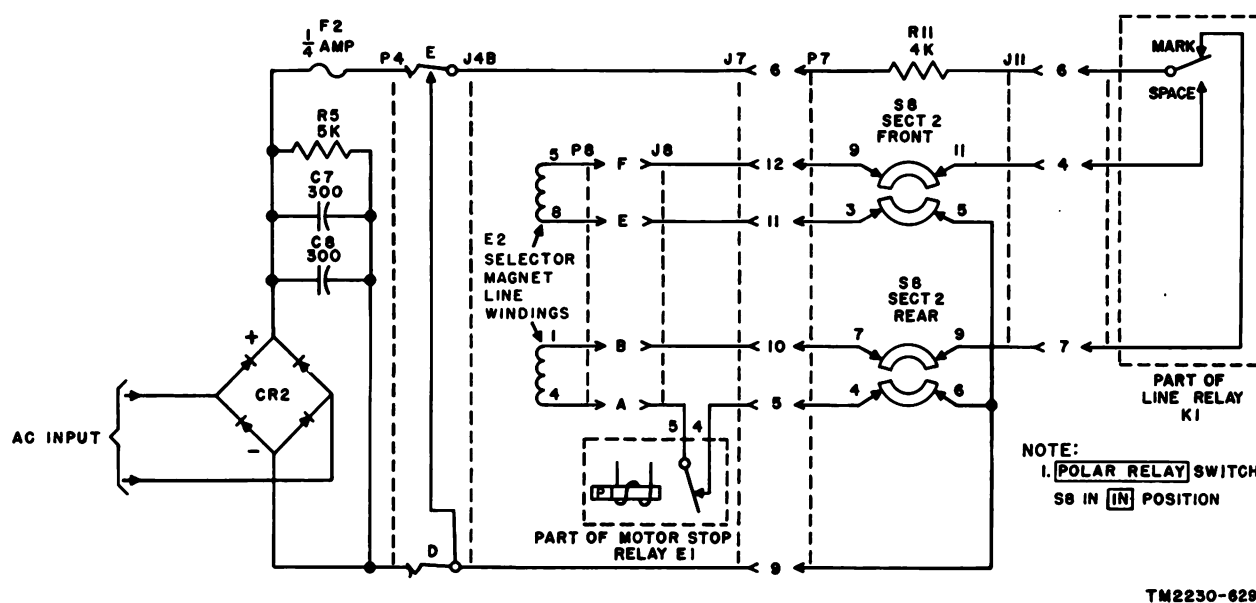 F2
1/4 AMP
P4
E
J4B
J7
6
P7
R11
4K
J11
6
MARK
SPACE
R5
5K
C7
300
C8
300
5
P8
F
J8
12
9
S8
SECT 2
FRONT
11
4
8
E
11
3
5
E2
SELECTOR
MAGNET
LINE
WINDINGS
S8
SECT 2
REAR
1
B
10
7
9
7
+
CR2
-
4
A
5
4
6
5
4
AC INPUT
P
PART OF MOTOR STOP
RELAY E1
D
9
PART OF
LINE RELAY
K1
NOTE:
1. POLAR RELAY SWITCH
S8 IN IN POSITION
TM2230-629